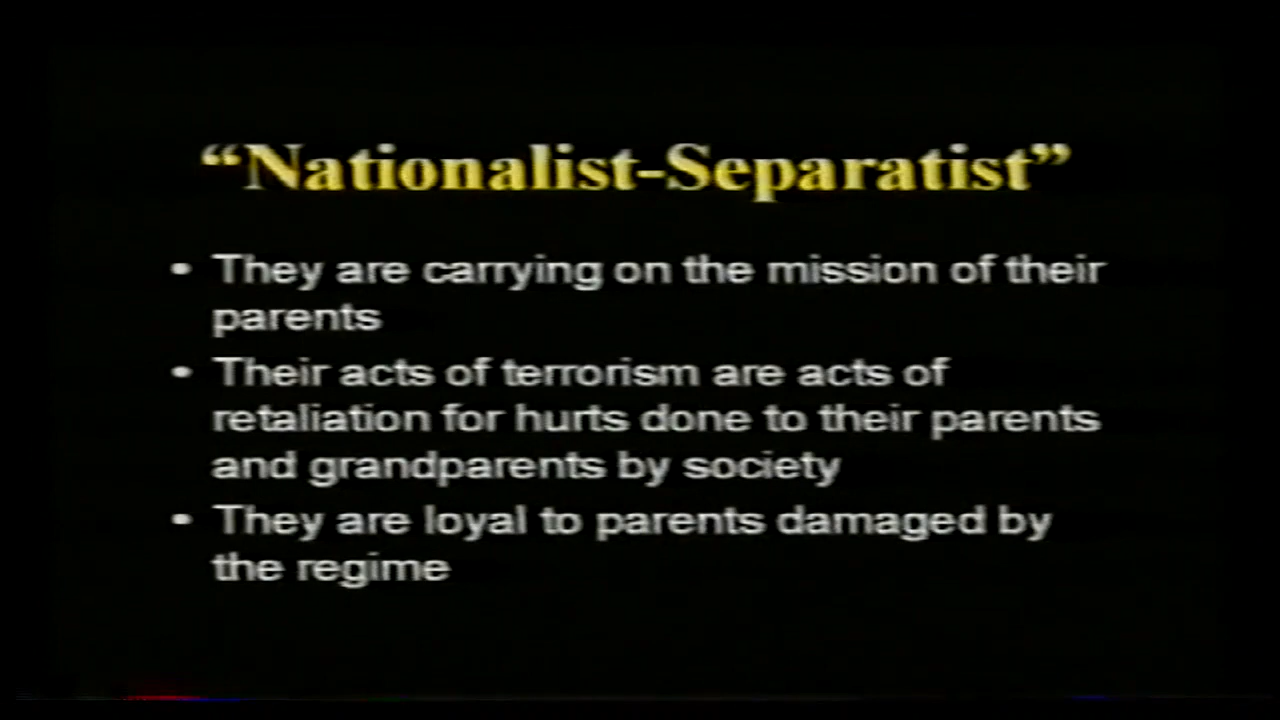 “Nationalist-Separatist”
• They are carrying on the mission of their
parents
• Their acts of terrorism are acts of
retaliation for hurts done to their parents
and grandparents by society
• They are loyal to parents damaged by
the regime